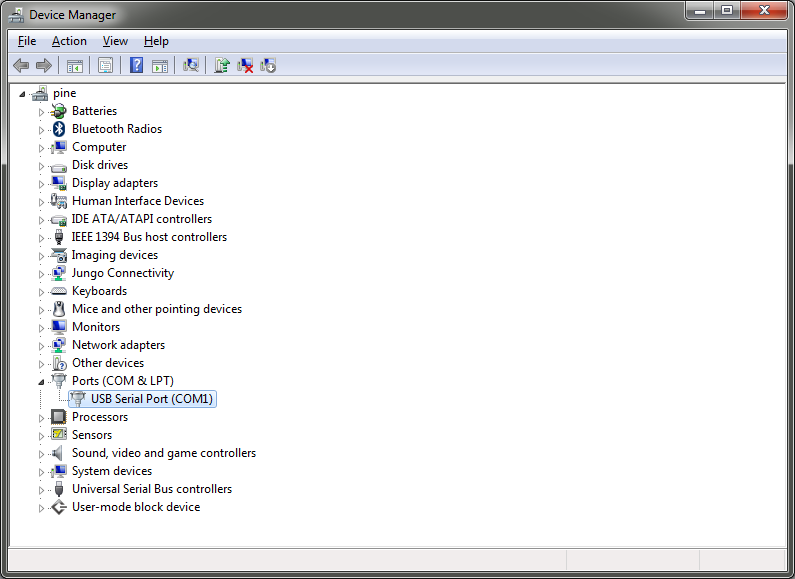 Device Manager
File Action View Help
pine
Batteries
Bluetooth Radios
Computer
Disk drives
Display adapters
Human Interface Devices
IDE ATA/ATAPI controllers
IEEE 1394 Bus host controllers
Imaging devices
Jungo Connectivity
Keyboards
Mice and other pointing devices
Monitors
Network adapters
Other devices
Ports (COM & LPT)
USB Serial Port (COM1)
Processors
Sensors
Sound, video and game controllers
System devices
Universal Serial Bus controllers
User-mode block device